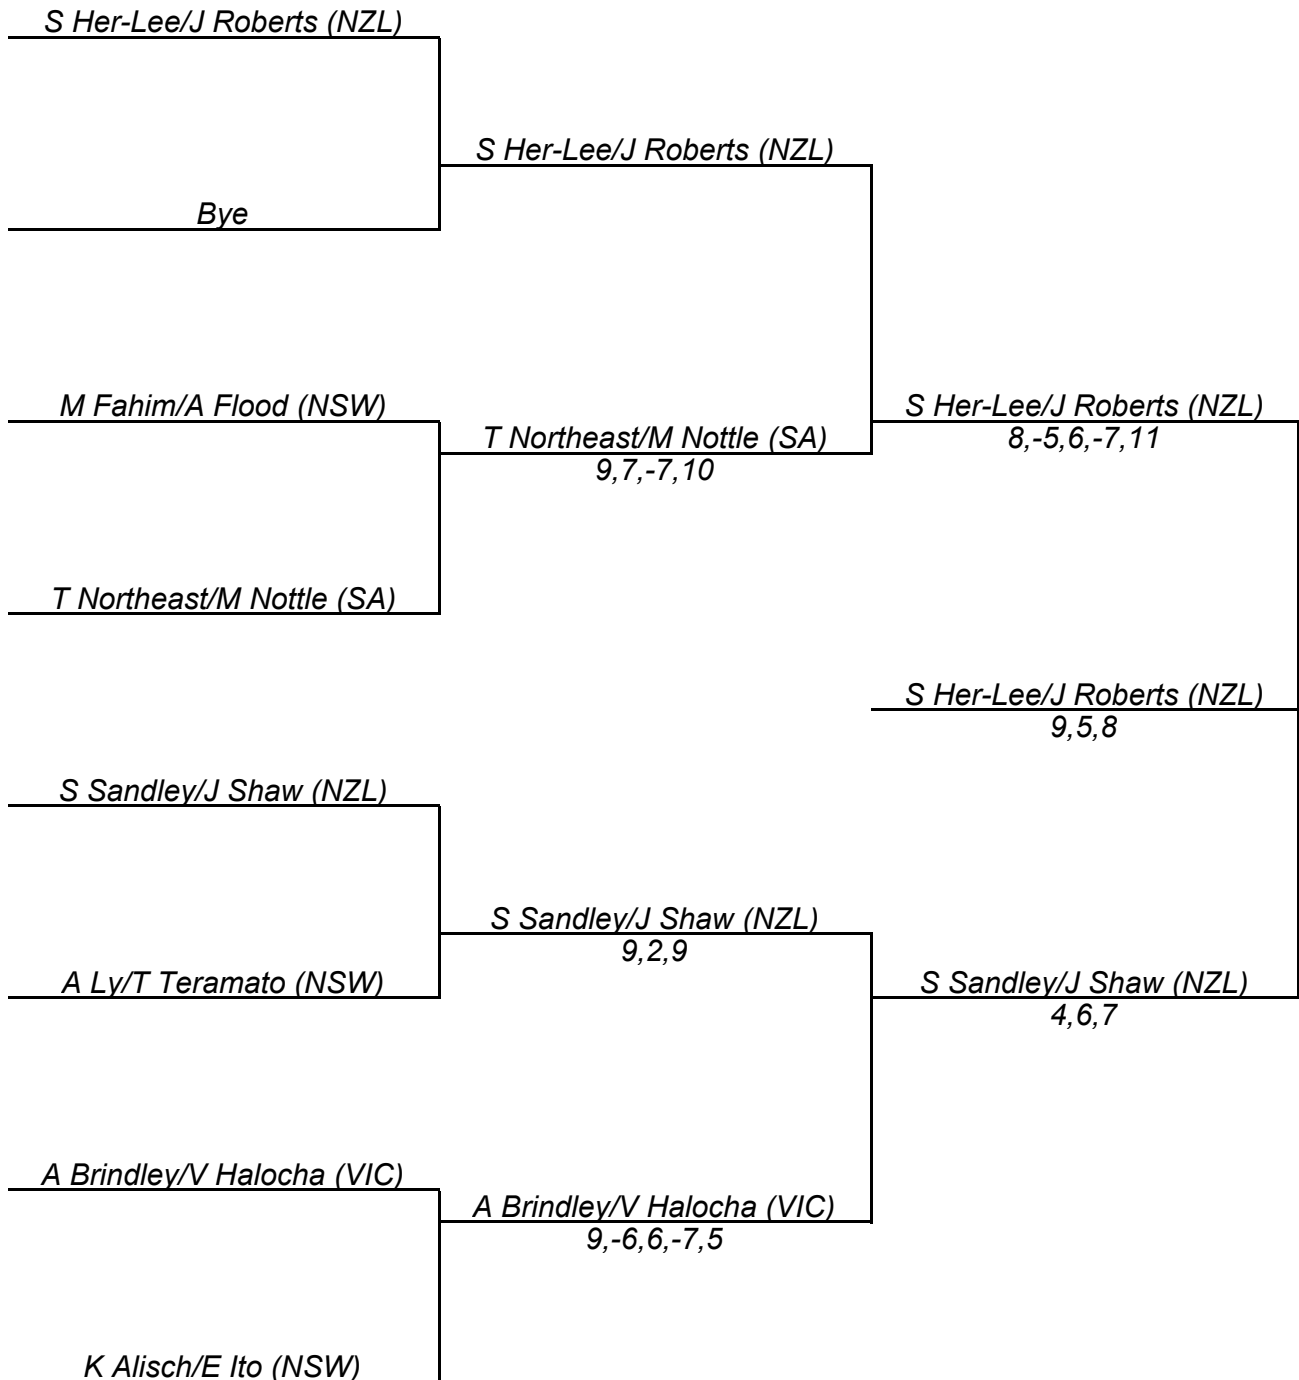 S Her-Lee/J Roberts (NZL)
S Her-Lee/J Roberts (NZL)
Bye
M Fahim/A Flood (NSW)
S Her-Lee/J Roberts (NZL)
T Northeast/M Nottle (SA)
8,-5,6,-7,11
9,7,-7,10
T Northeast/M Nottle (SA)
S Her-Lee/J Roberts (NZL)
9,5,8
S Sandley/J Shaw (NZL)
S Sandley/J Shaw (NZL)
9,2,9
A Ly/T Teramato (NSW)
S Sandley/J Shaw (NZL)
4,6,7
A Brindley/V Halocha (VIC)
A Brindley/V Halocha (VIC)
9,-6,6,-7,5
K Alisch/E Ito (NSW)